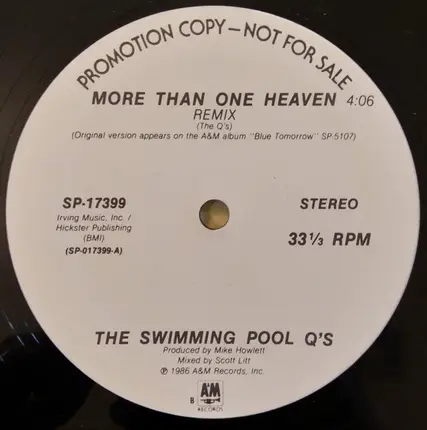 PROMOTION COPY — NOT FOR SALE
MORE THAN ONE HEAVEN 4:06
REMIX
(The Q's)
(Original version appears on the A&M album "Blue Tomorrow" SP-5107)
SP-17399
Irving Music, Inc. /
Hickster Publishing
(BMI)
(SP-017399-A)
STEREO
33 1/3 RPM
THE SWIMMING POOL Q'S
Produced by Mike Howlett
Mixed by Scott Litt
℗ 1986 A&M Records, Inc.
B
A&M
RECORDS